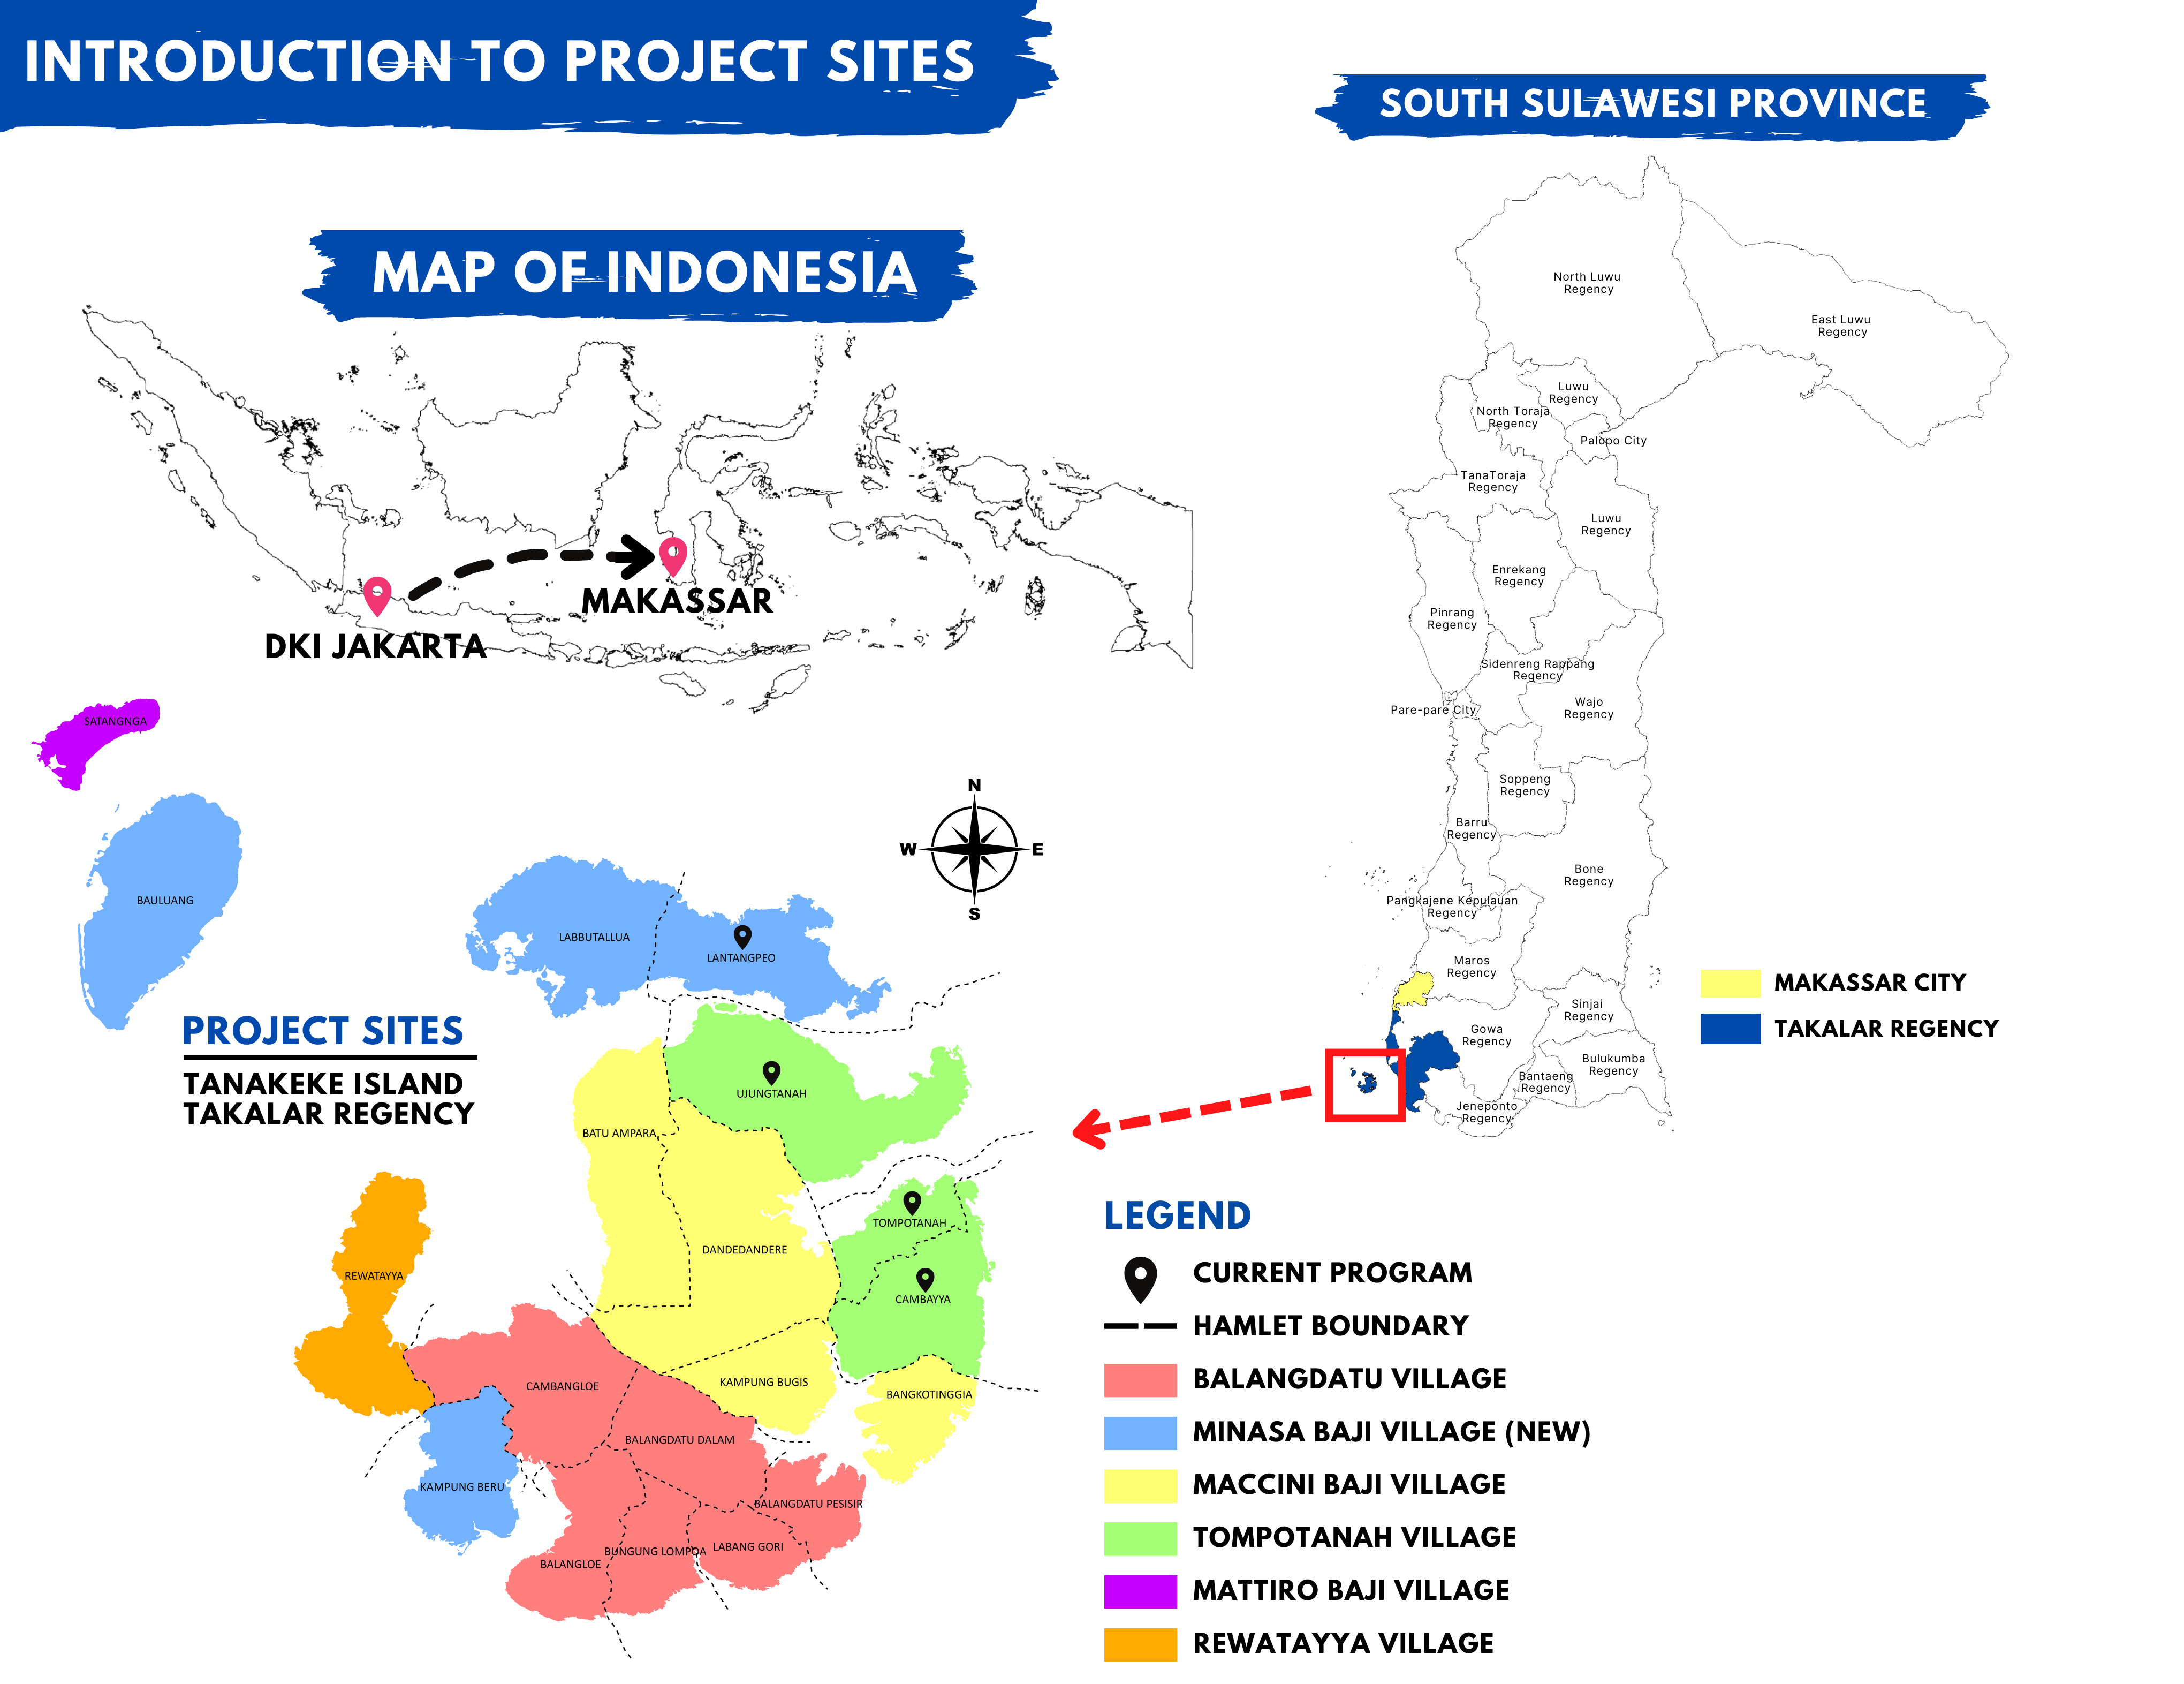 INTRODUCTION TO PROJECT SITES
MAP OF INDONESIA
DKI JAKARTA
MAKASSAR
SOUTH SULAWESI PROVINCE
North Luwu
Regency
East Luwu
Regency
Luwu
Regency
North Toraja
Regency
Palopo City
TanaToraja
Regency
Luwu
Regency
Enrekang
Regency
Pinrang
Regency
Sidenreng Rappang
Regency
Wajo
Regency
Pare-pare City
Soppeng
Regency
Barru
Regency
Bone
Regency
Pangkajene Kepulauan
Regency
Maros
Regency
Sinjai
Regency
Gowa
Regency
Bulukumba
Regency
Bantaeng
Regency
Jeneponto
Regency
MAKASSAR CITY
TAKALAR REGENCY
SATANGNGA
BAULUANG
N
W
E
S
LABBUTALLUA
LANTANGPEO
PROJECT SITES
TANAKEKE ISLAND
TAKALAR REGENCY
UJUNGTANAH
BATU AMPARA
TOMPOTANAH
DANDEDANDERE
REWATAYYA
CAMBAYYA
CAMBANGLOE
KAMPUNG BUGIS
BANGKOTINGGIA
BALANGDATU DALAM
KAMPUNG BERU
BALANGDATU PESISIR
BUNGUNG LOMPOA
LABANG GORI
BALANGLOE
LEGEND
CURRENT PROGRAM
HAMLET BOUNDARY
BALANGDATU VILLAGE
MINASA BAJI VILLAGE (NEW)
MACCINI BAJI VILLAGE
TOMPOTANAH VILLAGE
MATTIRO BAJI VILLAGE
REWATAYYA VILLAGE